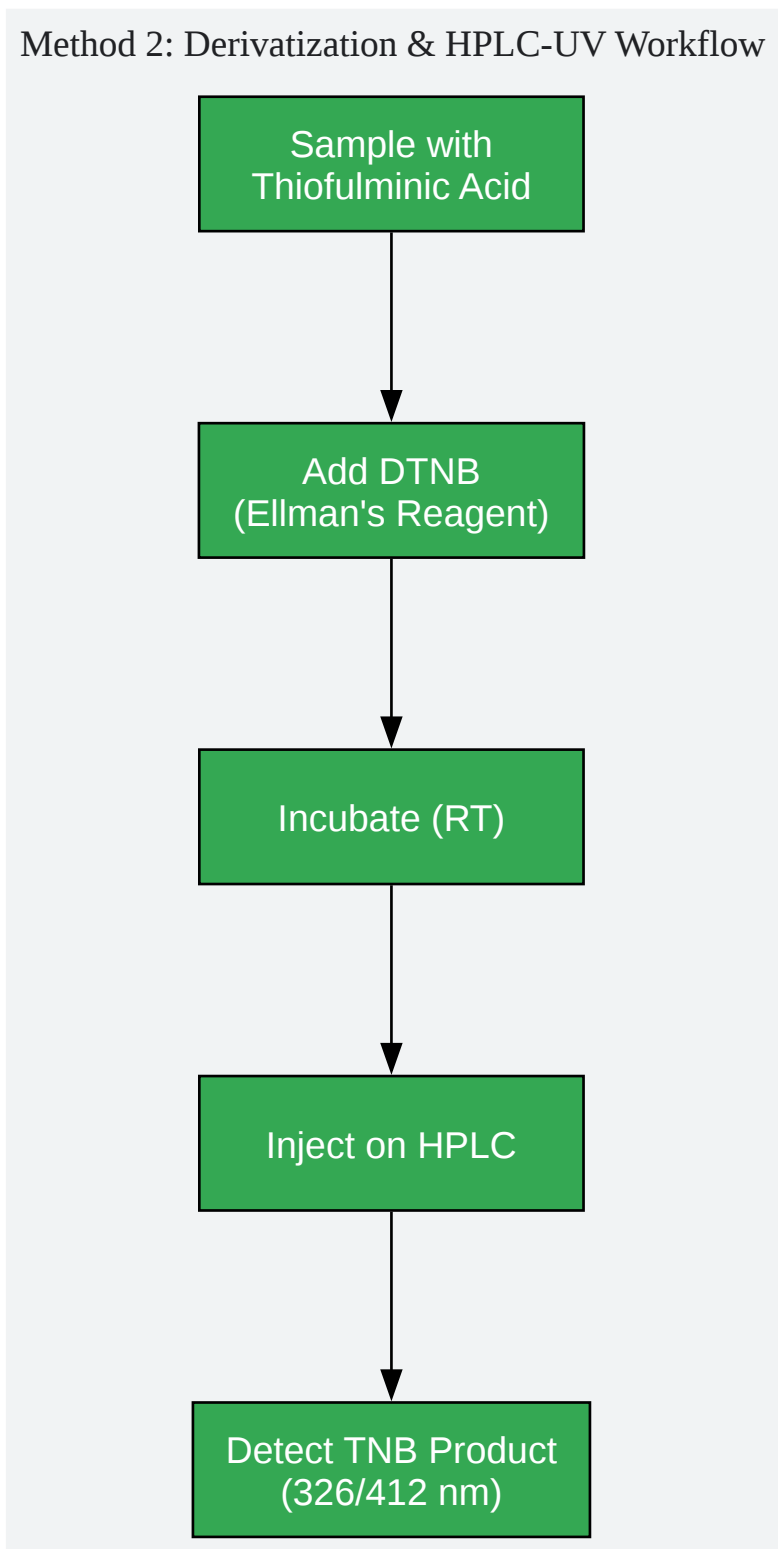 Method 2: Derivatization & HPLC-UV Workflow
Sample with
Thiofulminic Acid
Add DTNB
(Ellman's Reagent)
Incubate (RT)
Inject on HPLC
Detect TNB Product
(326/412 nm)